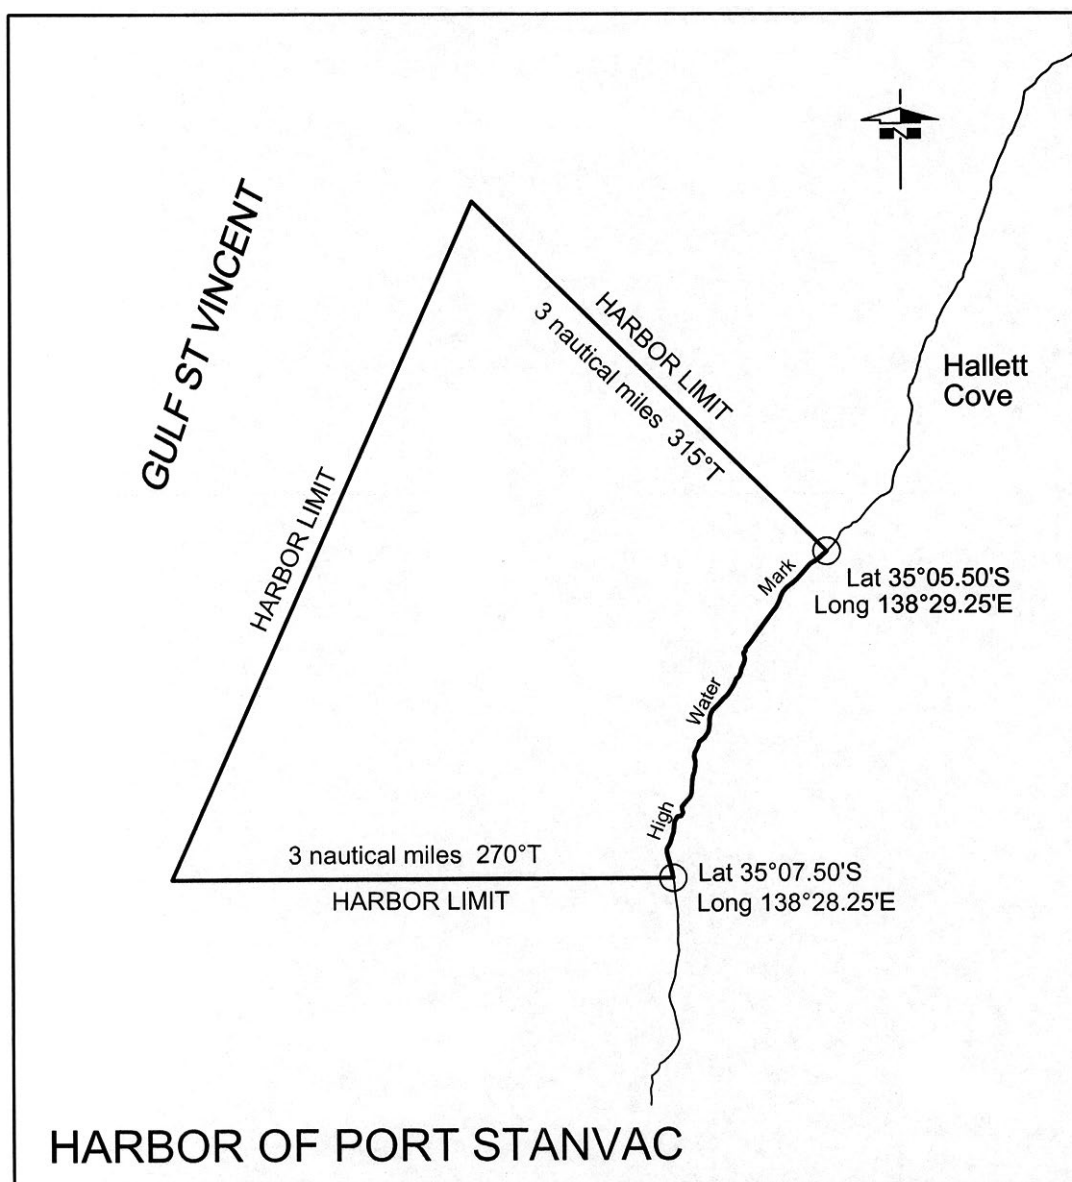 N
GULF ST VINCENT
HARBOR LIMIT
3 nautical miles 315°T
Hallett
Cove
HARBOR LIMIT
Mark
Lat 35°05.50'S
Long 138°29.25'E
Water
High
3 nautical miles 270°T
HARBOR LIMIT
Lat 35°07.50'S
Long 138°28.25'E
HARBOR OF PORT STANVAC